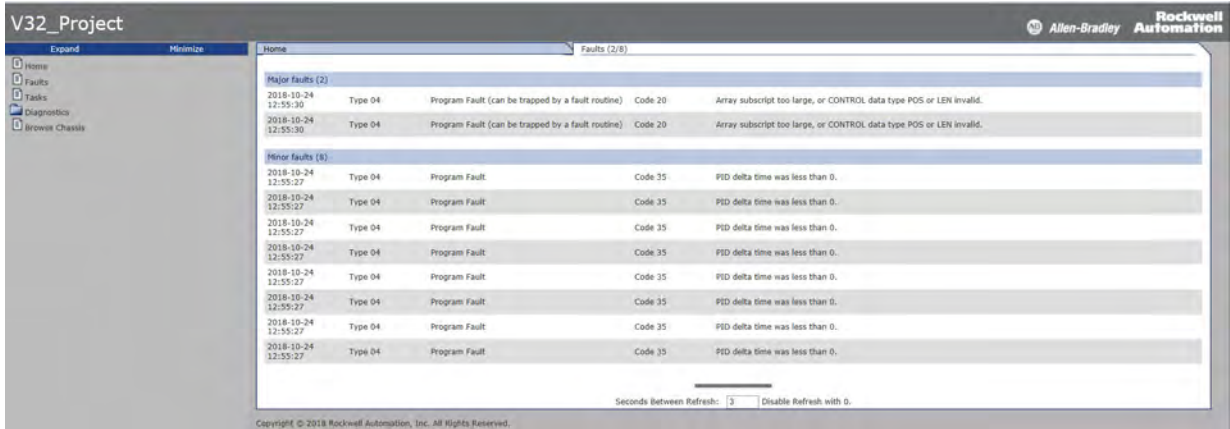 V32_Project
Allen-Bradley
Rockwell
Automation
Expand Minimize
Home
Faults
Tasks
Diagnostics
Browse Chassis
Home Faults (2/8)
Major faults (2)
2018-10-24
12:55:30 Type 04 Program Fault (can be trapped by a fault routine) Code 20 Array subscript too large, or CONTROL data type POS or LEN invalid.
2018-10-24
12:55:30 Type 04 Program Fault (can be trapped by a fault routine) Code 20 Array subscript too large, or CONTROL data type POS or LEN invalid.
Minor faults (8)
2018-10-24
12:55:27 Type 04 Program Fault Code 35 PID delta time was less than 0.
2018-10-24
12:55:27 Type 04 Program Fault Code 35 PID delta time was less than 0.
2018-10-24
12:55:27 Type 04 Program Fault Code 35 PID delta time was less than 0.
2018-10-24
12:55:27 Type 04 Program Fault Code 35 PID delta time was less than 0.
2018-10-24
12:55:27 Type 04 Program Fault Code 35 PID delta time was less than 0.
2018-10-24
12:55:27 Type 04 Program Fault Code 35 PID delta time was less than 0.
2018-10-24
12:55:27 Type 04 Program Fault Code 35 PID delta time was less than 0.
2018-10-24
12:55:27 Type 04 Program Fault Code 35 PID delta time was less than 0.
Seconds Between Refresh: 3 Disable Refresh with 0.
Copyright © 2018 Rockwell Automation, Inc. All Rights Reserved.